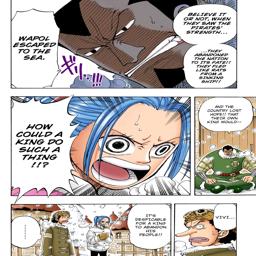 BELIEVE IT
OR NOT, WHEN
THEY SAW THE
PIRATES'
STRENGTH...
WAPOL
ESCAPED
TO THE
SEA.
...THEY
ABANDONED
THE NATION
TO ITS FATE!!
THEY FLED
LIKE RATS
FROM A
SINKING
SHIP!!
HOW COULD
A KING DO
SUCH A
THING
!!?
AND THE
COUNTRY LOST
HOPE!! THAT
THEIR OWN
KING
WOULD--
VIVI...
IT'S
DESPICABLE
FOR A KING
TO ABANDON
HIS
PEOPLE!!